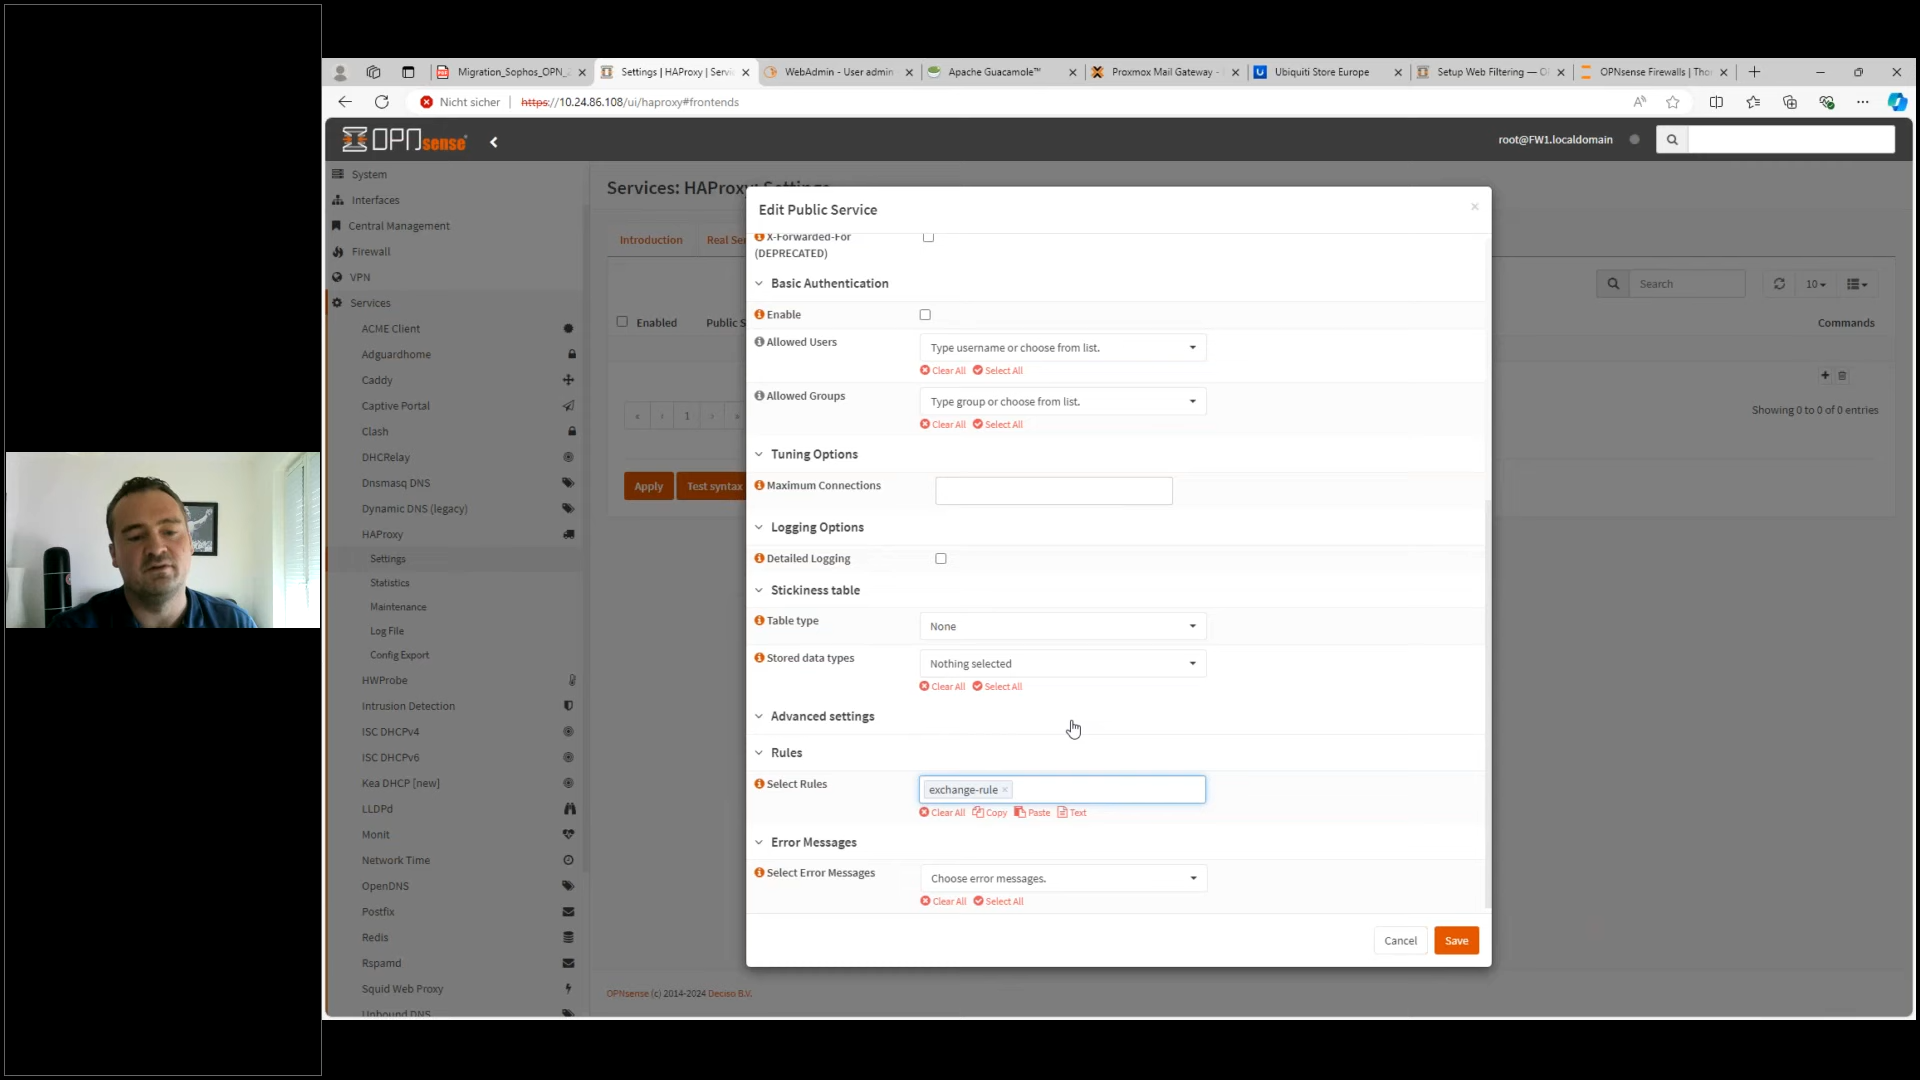 Migration_Sophos_OPN_
Settings | HAProxy | Servic
WebAdmin - User admin
Apache Guacamole™
Proxmox Mail Gateway -
Ubiquiti Store Europe
Setup Web Filtering —
OPNsense Firewalls | Tho
Nicht sicher
https://10.24.86.108/ui/haproxy#frontends
OPNsense
root@FW1.localdomain
System
Interfaces
Central Management
Firewall
VPN
Services
ACME Client
Adguardhome
Caddy
Captive Portal
Clash
DHCRelay
Dnsmasq DNS
Dynamic DNS (legacy)
HAProxy
Settings
Statistics
Maintenance
Log File
Config Export
HWProbe
Intrusion Detection
ISC DHCPv4
ISC DHCPv6
Kea DHCP [new]
LLDPd
Monit
Network Time
OpenDNS
Postfix
Redis
Rspamd
Squid Web Proxy
Unbound DNS
Services: HAProxy: Settings
Introduction
Real Ser
Search
10
Enabled
Public S
Commands
« ‹ 1 › »
Showing 0 to 0 of 0 entries
Apply
Test syntax
Edit Public Service
×
X-Forwarded-For
(DEPRECATED)
Basic Authentication
Enable
Allowed Users
Type username or choose from list.
Clear All Select All
Allowed Groups
Type group or choose from list.
Clear All Select All
Tuning Options
Maximum Connections
Logging Options
Detailed Logging
Stickiness table
Table type
None
Stored data types
Nothing selected
Clear All Select All
Advanced settings
Rules
Select Rules
exchange-rule ×
Clear All Copy Paste Text
Error Messages
Select Error Messages
Choose error messages.
Clear All Select All
Cancel
Save
OPNsense (c) 2014-2024 Deciso B.V.